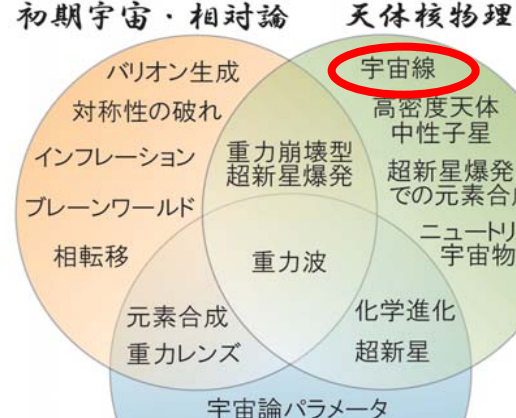 初期宇宙・相対論
天体核物理
バリオン生成
対称性の破れ
インフレーション
ブレーンワールド
相転移
重力崩壊型
超新星爆発
宇宙線
高密度天体
中性子星
超新星爆発
での元素合
ニュートリ
宇宙物
重力波
元素合成
重力レンズ
化学進化
超新星
宇宙論パラメータ